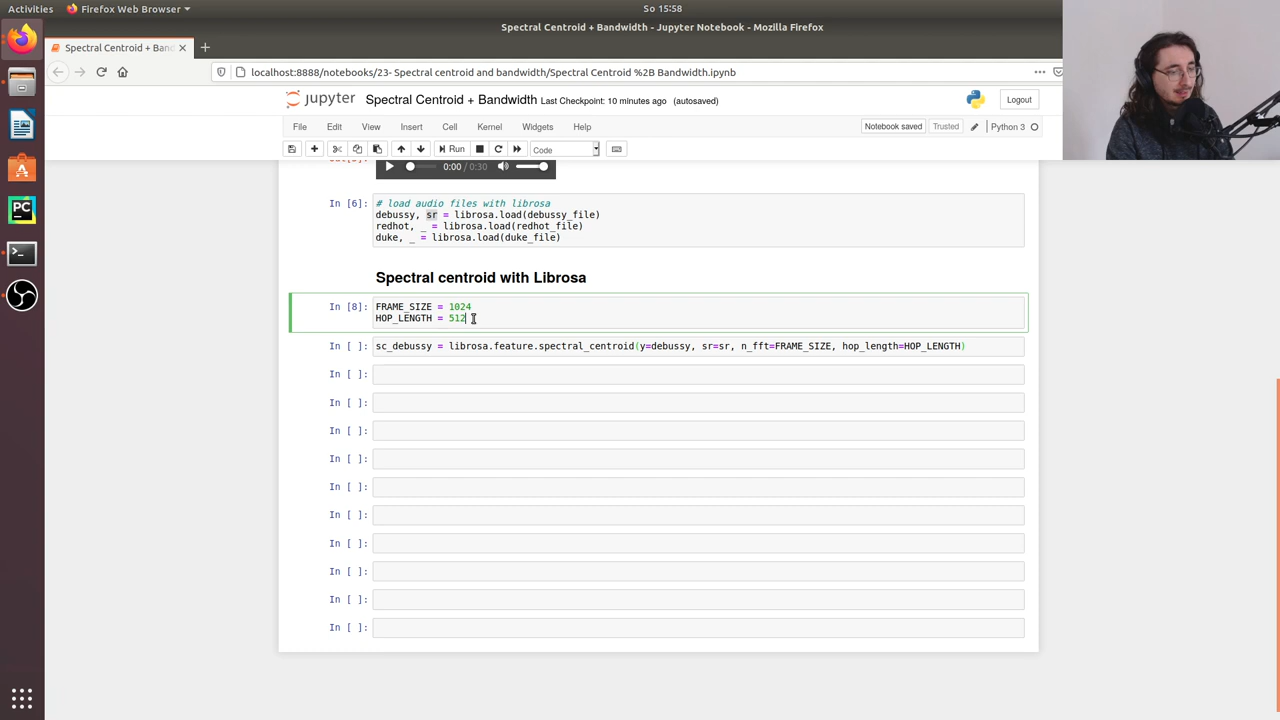 Activities
Firefox Web Browser
So 15:58
Spectral Centroid + Bandwidth - Jupyter Notebook - Mozilla Firefox
Spectral Centroid + Band
localhost:8888/notebooks/23- Spectral centroid and bandwidth/Spectral Centroid %2B Bandwidth.ipynb
jupyter
Spectral Centroid + Bandwidth Last Checkpoint: 10 minutes ago (autosaved)
Logout
File Edit View Insert Cell Kernel Widgets Help
Notebook saved Trusted Python 3
Run Code
0:00 / 0:30
In [6]: # load audio files with librosa
debussy, sr = librosa.load(debussy_file)
redhot, _ = librosa.load(redhot_file)
duke, _ = librosa.load(duke_file)
Spectral centroid with Librosa
In [8]: FRAME_SIZE = 1024
HOP_LENGTH = 512
In [ ]: sc_debussy = librosa.feature.spectral_centroid(y=debussy, sr=sr, n_fft=FRAME_SIZE, hop_length=HOP_LENGTH)
In [ ]:
In [ ]:
In [ ]:
In [ ]:
In [ ]:
In [ ]:
In [ ]:
In [ ]:
In [ ]:
In [ ]:
PC